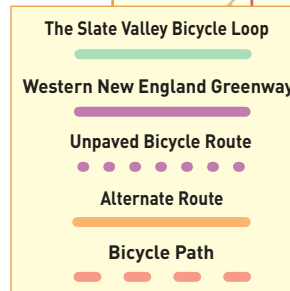 The Slate Valley Bicycle Loop
Western New England Greenway
Unpaved Bicycle Route
Alternate Route
Bicycle Path